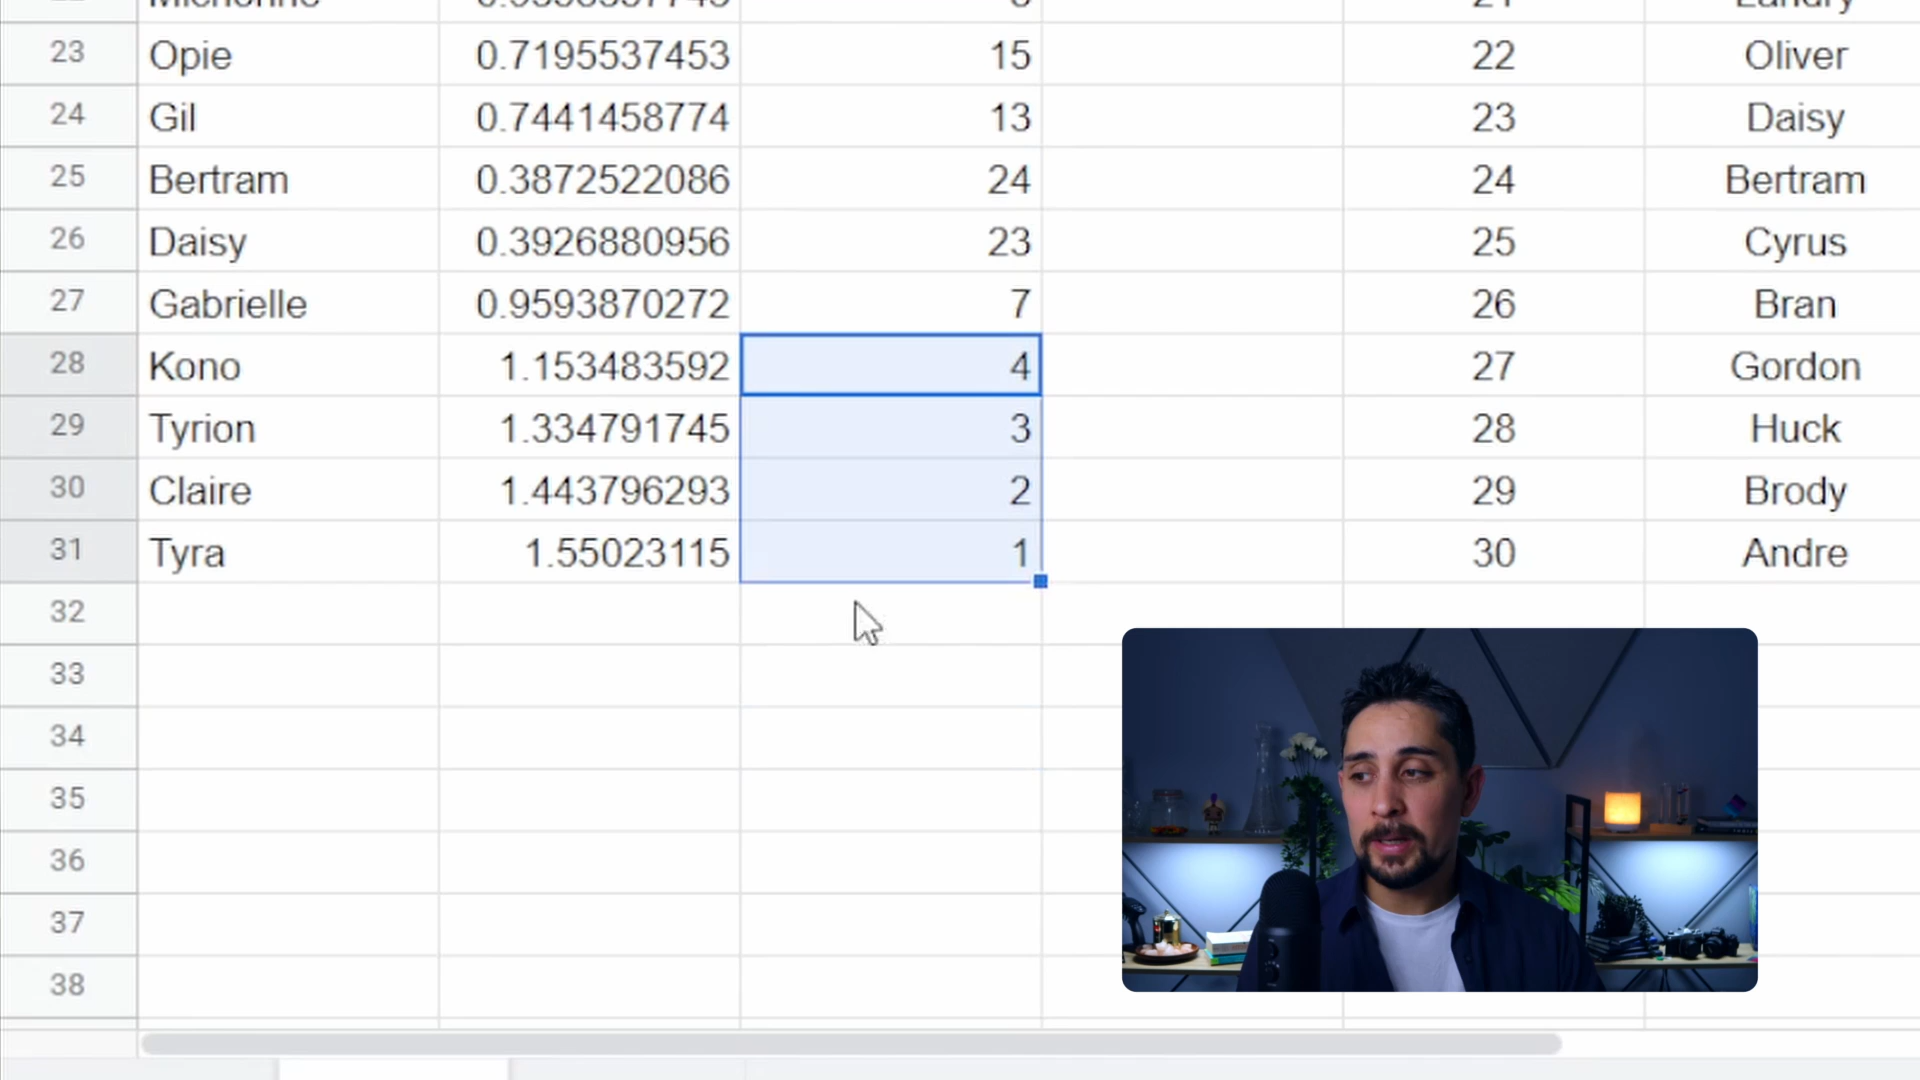 23 Opie 0.7195537453 15 22 Oliver
24 Gil 0.7441458774 13 23 Daisy
25 Bertram 0.3872522086 24 24 Bertram
26 Daisy 0.3926880956 23 25 Cyrus
27 Gabrielle 0.9593870272 7 26 Bran
28 Kono 1.153483592 4 27 Gordon
29 Tyrion 1.334791745 3 28 Huck
30 Claire 1.443796293 2 29 Brody
31 Tyra 1.55023115 1 30 Andre
32
33
34
35
36
37
38